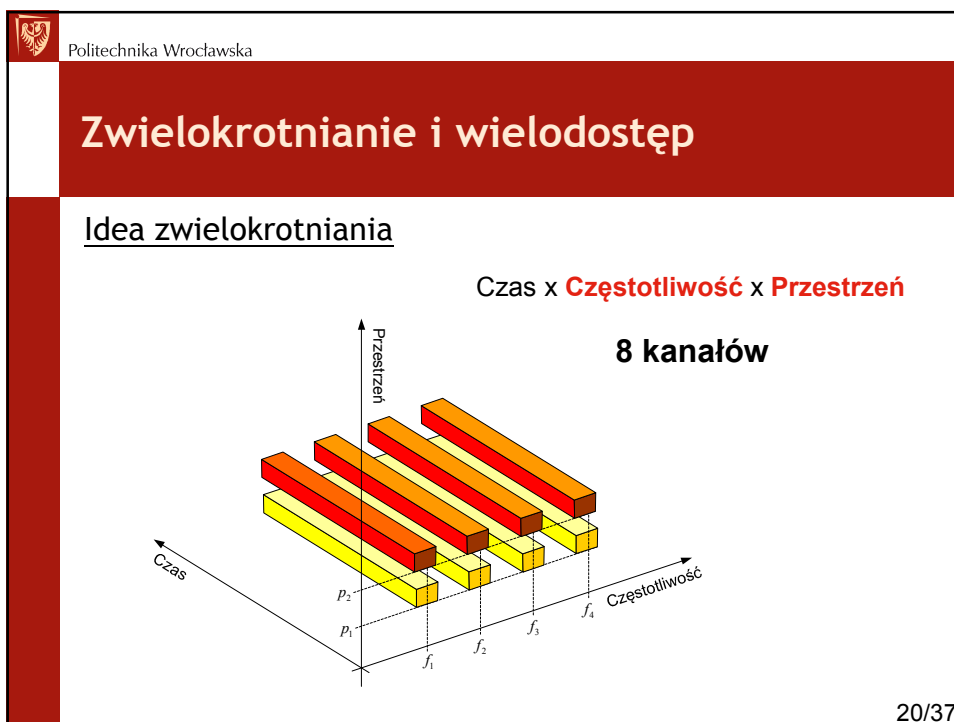 Politechnika Wrocławska
Zwielokrotnianie i wielodostęp
Idea zwielokrotniania
Czas x Częstotliwość x Przestrzeń
8 kanałów
Przestrzeń
Czas
Częstotliwość
p2
p1
f1
f2
f3
f4
20/37